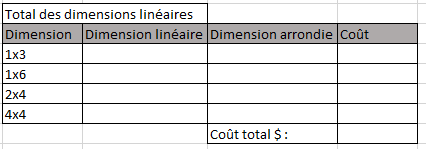 Total des dimensions linéaires
Dimension Dimension linéaire Dimension arrondie Coût
1x3
1x6
2x4
4x4
Coût total $ :